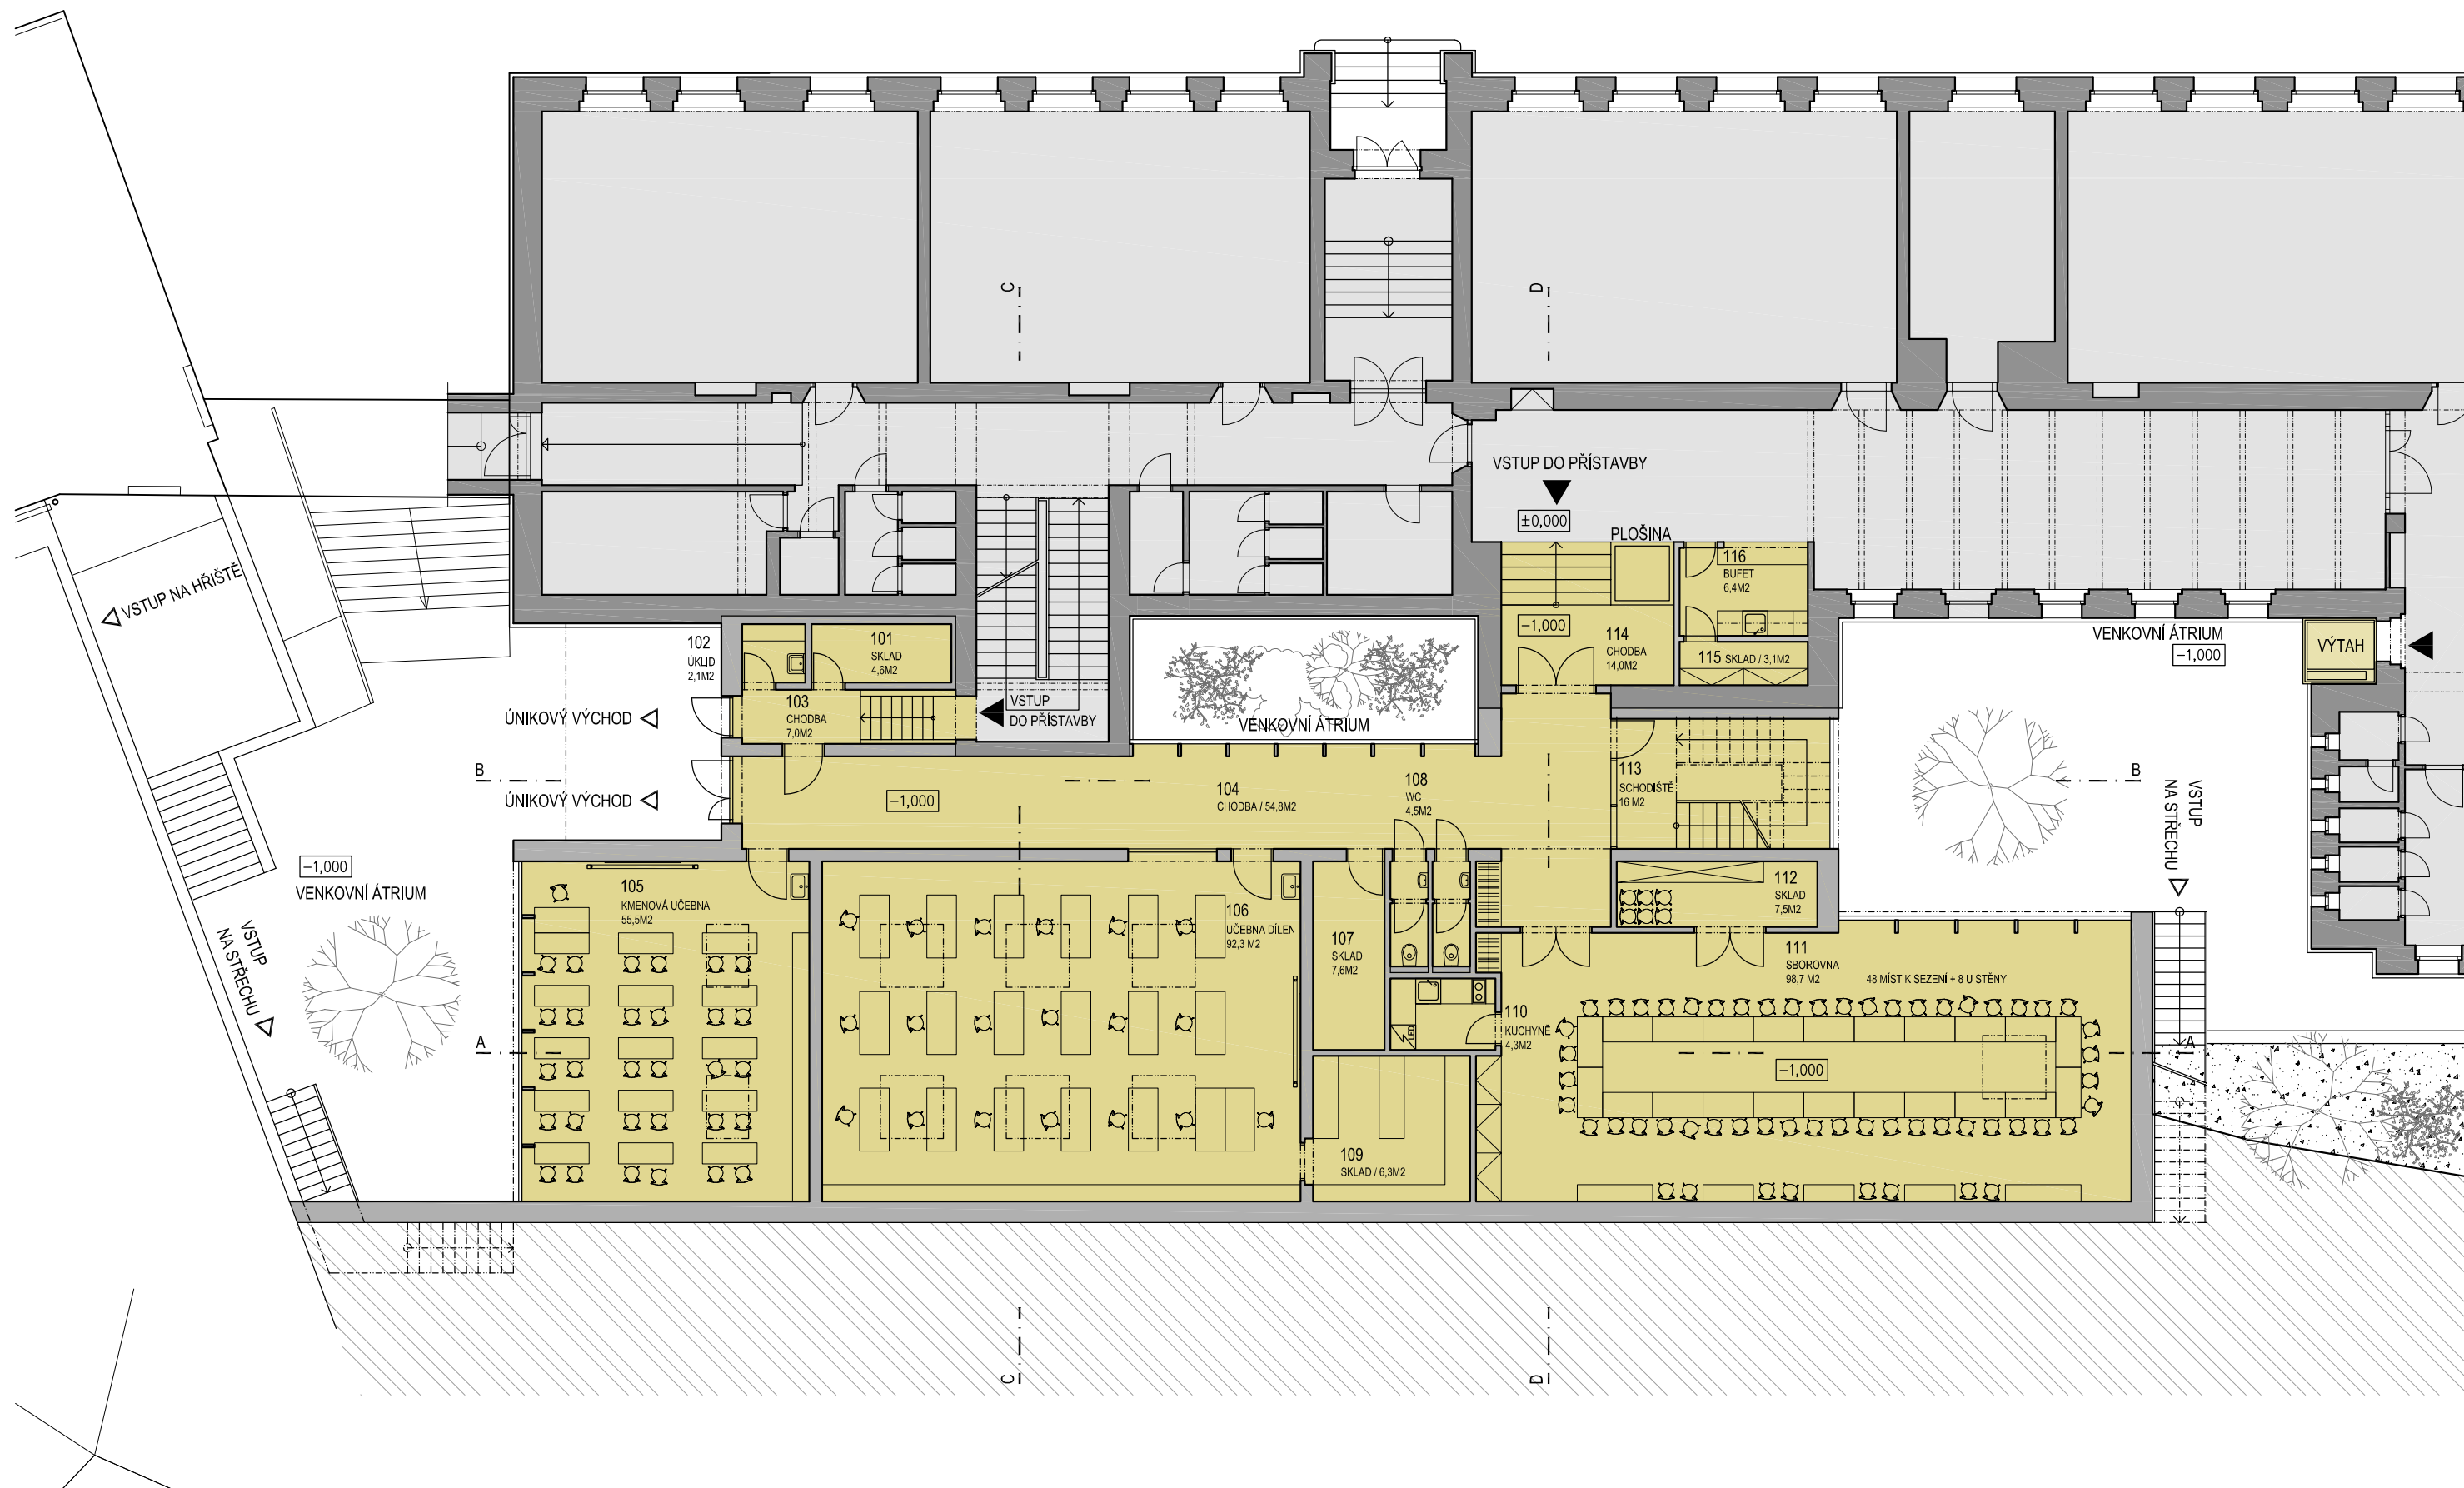 C
D
VSTUP DO PŘÍSTAVBY
±0,000
PLOŠINA
116
BUFET
6,4M2
VSTUP NA HŘIŠTĚ
102
ÚKLID
2,1M2
101
SKLAD
4,6M2
-1,000
114
CHODBA
14,0M2
115 SKLAD / 3,1M2
VENKOVNÍ ÁTRIUM
-1,000
VÝTAH
ÚNIKOVÝ VÝCHOD
103
CHODBA
7,0M2
VSTUP
DO PŘÍSTAVBY
VENKOVNÍ ÁTRIUM
B
ÚNIKOVÝ VÝCHOD
-1,000
104
CHODBA / 54,8M2
108
WC
4,5M2
113
SCHODIŠTĚ
16 M2
B
VSTUP
NA STŘECHU
-1,000
VENKOVNÍ ÁTRIUM
VSTUP
NA STŘECHU
105
KMENOVÁ UČEBNA
55,5M2
106
UČEBNA DÍLEN
92,3 M2
107
SKLAD
7,6M2
112
SKLAD
7,5M2
111
SBOROVNA
98,7 M2
48 MÍST K SEZENÍ + 8 U STĚNY
110
KUCHYNĚ
4,3M2
LED
A
-1,000
A
109
SKLAD / 6,3M2
C
D